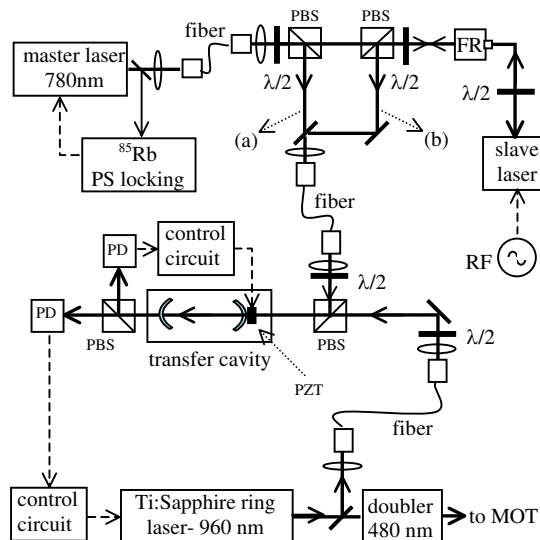 fiber
PBS
PBS
master laser
780nm
FR
λ/2
λ/2
λ/2
(a)
(b)
⁸⁵Rb
PS locking
slave
laser
fiber
RF
PD
control
circuit
λ/2
PD
PBS
transfer cavity
PBS
λ/2
PZT
fiber
control
circuit
Ti:Sapphire ring
laser- 960 nm
doubler
480 nm
to MOT